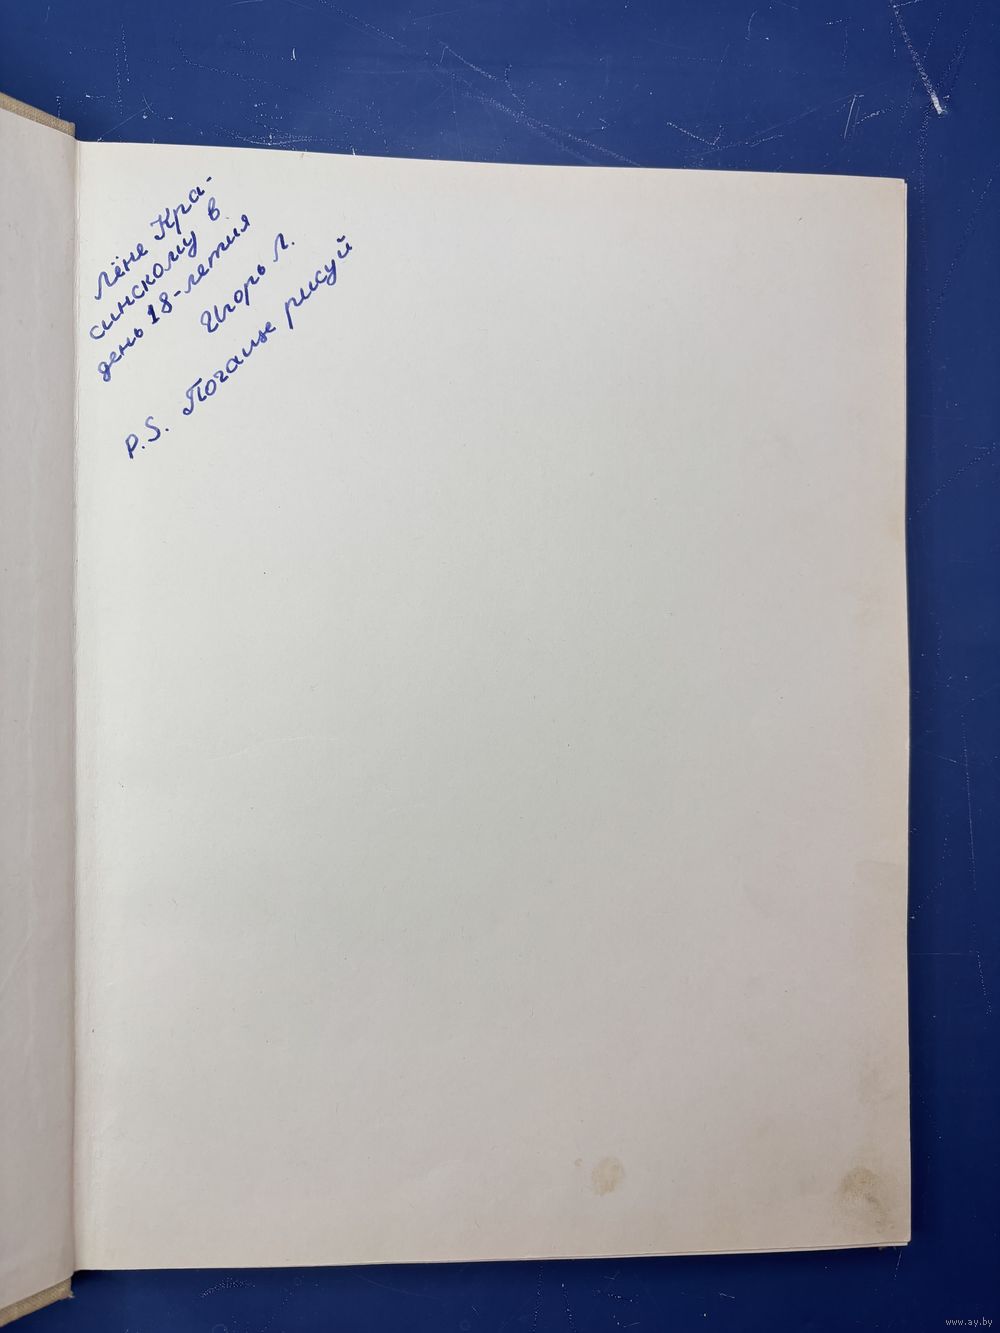 Лёне Кра-
синскому в
день 18-летия
Игорь Л.
P.S. Почаще рисуй
www.ay.by